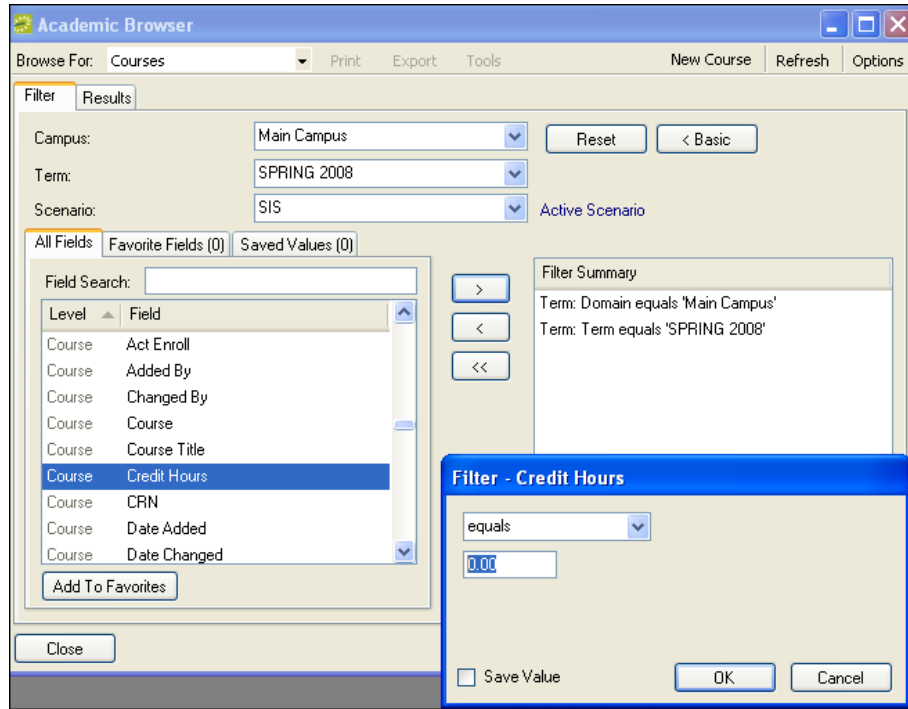 Academic Browser
Browse For: Courses Print Export Tools New Course Refresh Options
Filter Results
Campus: Main Campus Reset < Basic
Term: SPRING 2008
Scenario: SIS Active Scenario
All Fields Favorite Fields (0) Saved Values (0)
Field Search:
Level Field
Course Act Enroll
Course Added By
Course Changed By
Course Course
Course Course Title
Course Credit Hours
Course CRN
Course Date Added
Course Date Changed
Add To Favorites
>
<
<<
Filter Summary
Term: Domain equals 'Main Campus'
Term: Term equals 'SPRING 2008'
Filter - Credit Hours
equals
0.00
Save Value OK Cancel
Close